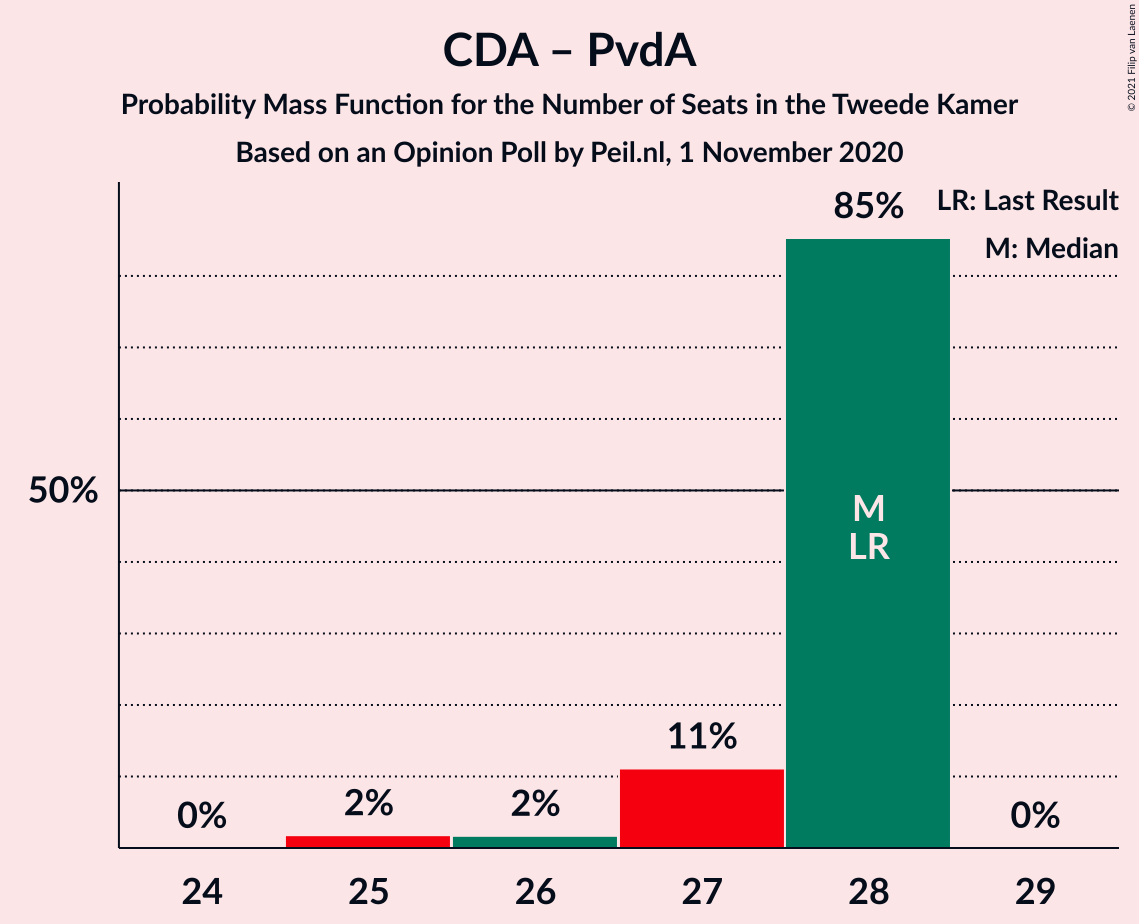 CDA – PvdA
Probability Mass Function for the Number of Seats in the Tweede Kamer
Based on an Opinion Poll by Peil.nl, 1 November 2020
© 2021 Filip van Laenen
LR: Last Result
M: Median
85%
50%
M
LR
11%
0%
2%
2%
0%
24
25
26
27
28
29